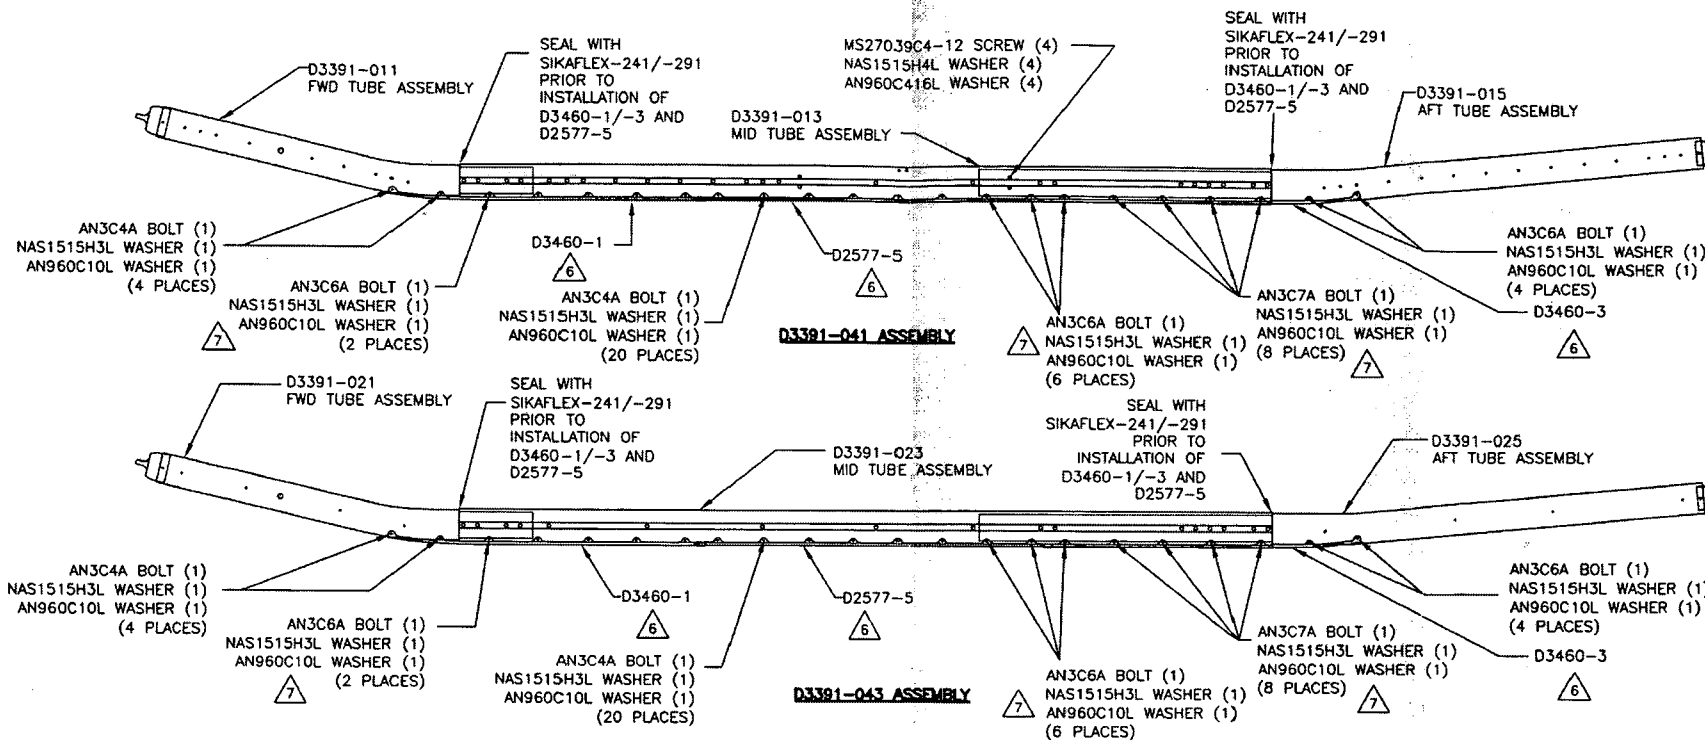 D3391-011
FWD TUBE ASSEMBLY
SEAL WITH
SIKAFLEX-241/-291
PRIOR TO
INSTALLATION OF
D3460-1/-3 AND
D2577-5
MS27039C4-12 SCREW (4)
NAS1515H4L WASHER (4)
AN960C416L WASHER (4)
D3391-013
MID TUBE ASSEMBLY
SEAL WITH
SIKAFLEX-241/-291
PRIOR TO
INSTALLATION OF
D3460-1/-3 AND
D2577-5
D3391-015
AFT TUBE ASSEMBLY
AN3C4A BOLT (1)
NAS1515H3L WASHER (1)
AN960C10L WASHER (1)
(4 PLACES)
AN3C6A BOLT (1)
NAS1515H3L WASHER (1)
AN960C10L WASHER (1)
(2 PLACES)
7
D3460-1
6
AN3C4A BOLT (1)
NAS1515H3L WASHER (1)
AN960C10L WASHER (1)
(20 PLACES)
D2577-5
6
D3391-041 ASSEMBLY
7
AN3C6A BOLT (1)
NAS1515H3L WASHER (1)
AN960C10L WASHER (1)
(6 PLACES)
AN3C7A BOLT (1)
NAS1515H3L WASHER (1)
AN960C10L WASHER (1)
(8 PLACES)
7
AN3C6A BOLT (1)
NAS1515H3L WASHER (1)
AN960C10L WASHER (1)
(4 PLACES)
D3460-3
6
D3391-021
FWD TUBE ASSEMBLY
SEAL WITH
SIKAFLEX-241/-291
PRIOR TO
INSTALLATION OF
D3460-1/-3 AND
D2577-5
D3391-023
MID TUBE ASSEMBLY
SEAL WITH
SIKAFLEX-241/-291
PRIOR TO
INSTALLATION OF
D3460-1/-3 AND
D2577-5
D3391-025
AFT TUBE ASSEMBLY
AN3C4A BOLT (1)
NAS1515H3L WASHER (1)
AN960C10L WASHER (1)
(4 PLACES)
AN3C6A BOLT (1)
NAS1515H3L WASHER (1)
AN960C10L WASHER (1)
(2 PLACES)
7
D3460-1
6
AN3C4A BOLT (1)
NAS1515H3L WASHER (1)
AN960C10L WASHER (1)
(20 PLACES)
D2577-5
6
D3391-043 ASSEMBLY
7
AN3C6A BOLT (1)
NAS1515H3L WASHER (1)
AN960C10L WASHER (1)
(6 PLACES)
AN3C7A BOLT (1)
NAS1515H3L WASHER (1)
AN960C10L WASHER (1)
(8 PLACES)
7
AN3C6A BOLT (1)
NAS1515H3L WASHER (1)
AN960C10L WASHER (1)
(4 PLACES)
D3460-3
6